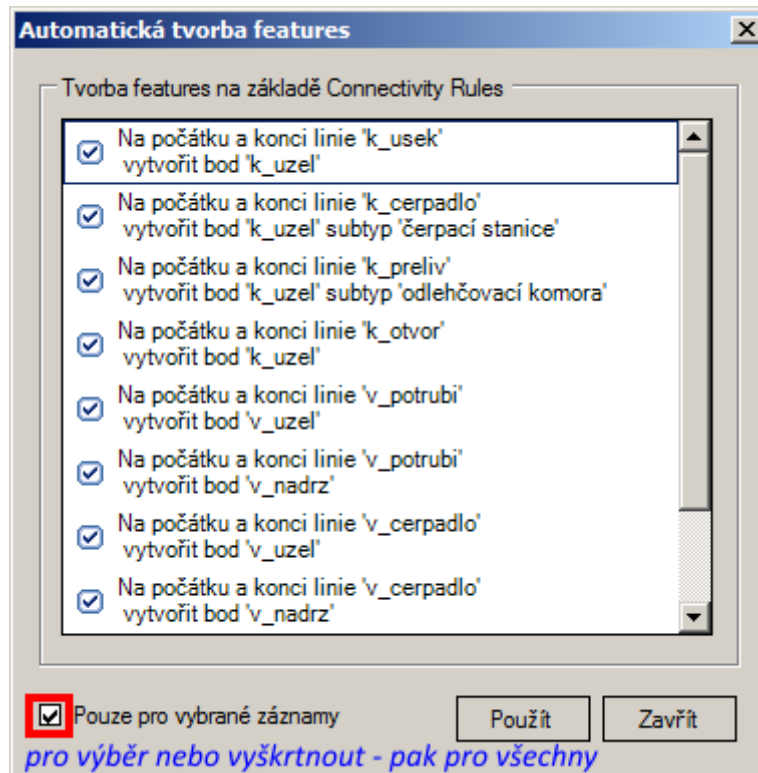 Automatická tvorba features
Tvorba features na základě Connectivity Rules
Na počátku a konci linie 'k_usek'
vytvořit bod 'k_uzel'
Na počátku a konci linie 'k_cerpadlo'
vytvořit bod 'k_uzel' subtyp 'čerpací stanice'
Na počátku a konci linie 'k_preliv'
vytvořit bod 'k_uzel' subtyp 'odlehčovací komora'
Na počátku a konci linie 'k_otvor'
vytvořit bod 'k_uzel'
Na počátku a konci linie 'v_potrubi'
vytvořit bod 'v_uzel'
Na počátku a konci linie 'v_potrubi'
vytvořit bod 'v_nadrz'
Na počátku a konci linie 'v_cerpadlo'
vytvořit bod 'v_uzel'
Na počátku a konci linie 'v_cerpadlo'
vytvořit bod 'v_nadrz'
Pouze pro vybrané záznamy
Použít
Zavřít
pro výběr nebo vyškrtnout - pak pro všechny